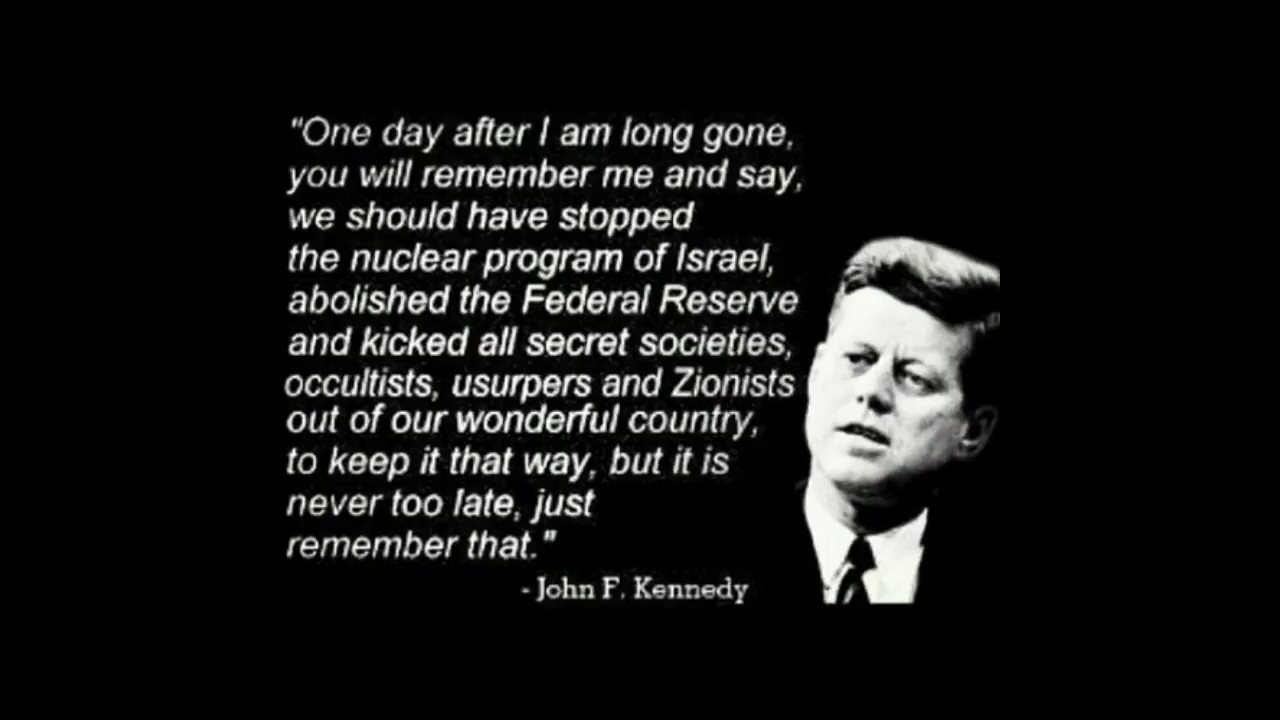 "One day after I am long gone,
you will remember me and say,
we should have stopped
the nuclear program of Israel,
abolished the Federal Reserve
and kicked all secret societies,
occultists, usurpers and Zionists
out of our wonderful country,
to keep it that way, but it is
never too late, just
remember that."
- John F. Kennedy